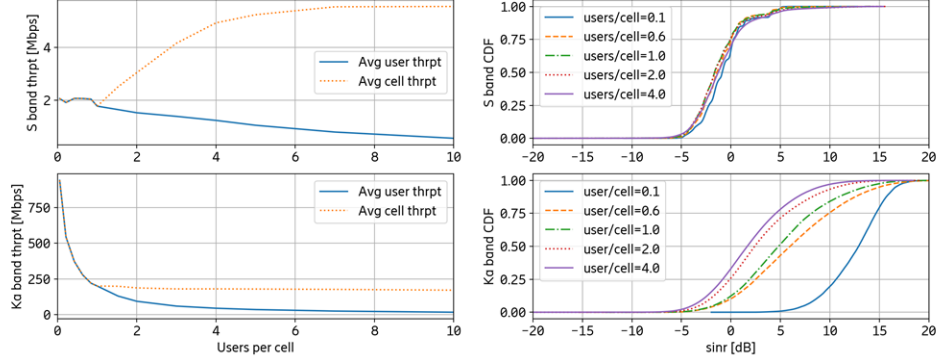 S band thrpt [Mbps]
2
4
Avg user thrpt
Avg cell thrpt
0
2
4
6
8
10
Ka band thrpt [Mbps]
0
250
500
750
Avg user thrpt
Avg cell thrpt
0
2
4
6
8
10
Users per cell
S band CDF
0.00
0.25
0.50
0.75
1.00
users/cell=0.1
users/cell=0.6
users/cell=1.0
users/cell=2.0
users/cell=4.0
-20
-15
-10
-5
0
5
10
15
20
Ka band CDF
0.00
0.25
0.50
0.75
1.00
user/cell=0.1
user/cell=0.6
user/cell=1.0
user/cell=2.0
user/cell=4.0
-20
-15
-10
-5
0
5
10
15
20
sinr [dB]